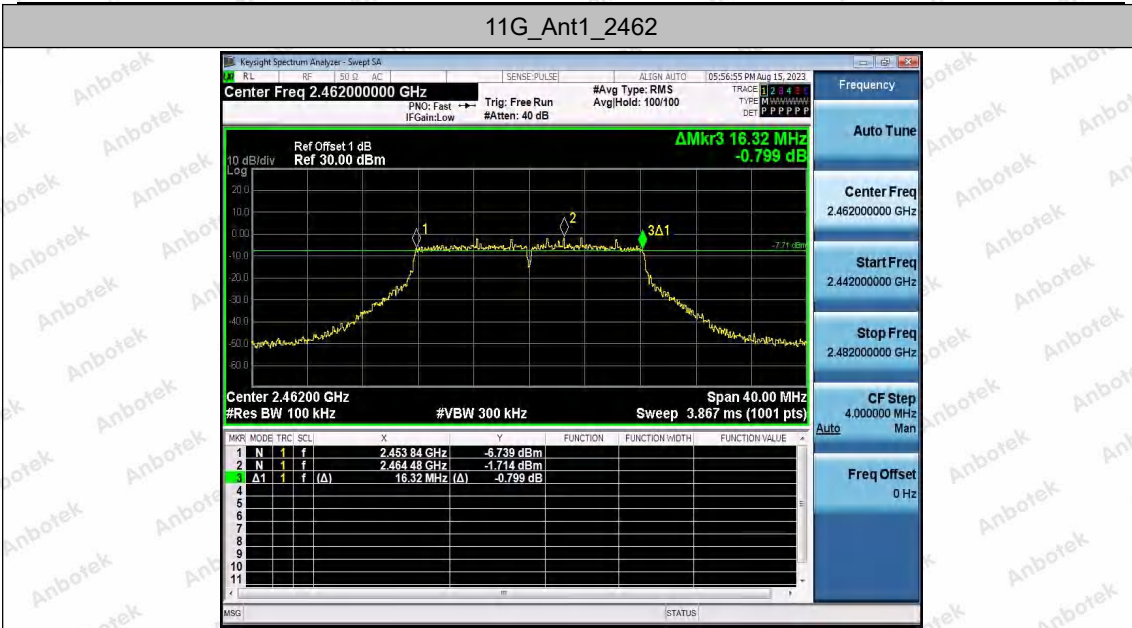 11G_Ant1_2462
Keysight Spectrum Analyzer - Swept SA
RL RF 50 Ω AC SENSE:PULSE ALIGN AUTO 05:56:55 PM Aug 15, 2023
Center Freq 2.462000000 GHz
PNO: Fast
IFGain:Low
Trig: Free Run
#Atten: 40 dB
#Avg Type: RMS
Avg|Hold: 100/100
TRACE 1 2 3 4 5 6
TYPE MWWWWW
DET P P P P P P
ΔMkr3 16.32 MHz
-0.799 dB
Ref Offset 1 dB
10 dB/div Ref 30.00 dBm
Log
20.0
10.0
0.00
-10.0
-20.0
-30.0
-40.0
-50.0
-60.0
1
2
3Δ1
-7.71 dBm
Center 2.46200 GHz Span 40.00 MHz
#Res BW 100 kHz #VBW 300 kHz Sweep 3.867 ms (1001 pts)
MKR MODE TRC SCL X Y FUNCTION FUNCTION WIDTH FUNCTION VALUE
1 N 1 f 2.453 84 GHz -6.739 dBm
2 N 1 f 2.464 48 GHz -1.714 dBm
3 Δ1 1 f (Δ) 16.32 MHz (Δ) -0.799 dB
4
5
6
7
8
9
10
11
MSG STATUS
Frequency
Auto Tune
Center Freq
2.462000000 GHz
Start Freq
2.442000000 GHz
Stop Freq
2.482000000 GHz
CF Step
4.000000 MHz
Auto Man
Freq Offset
0 Hz